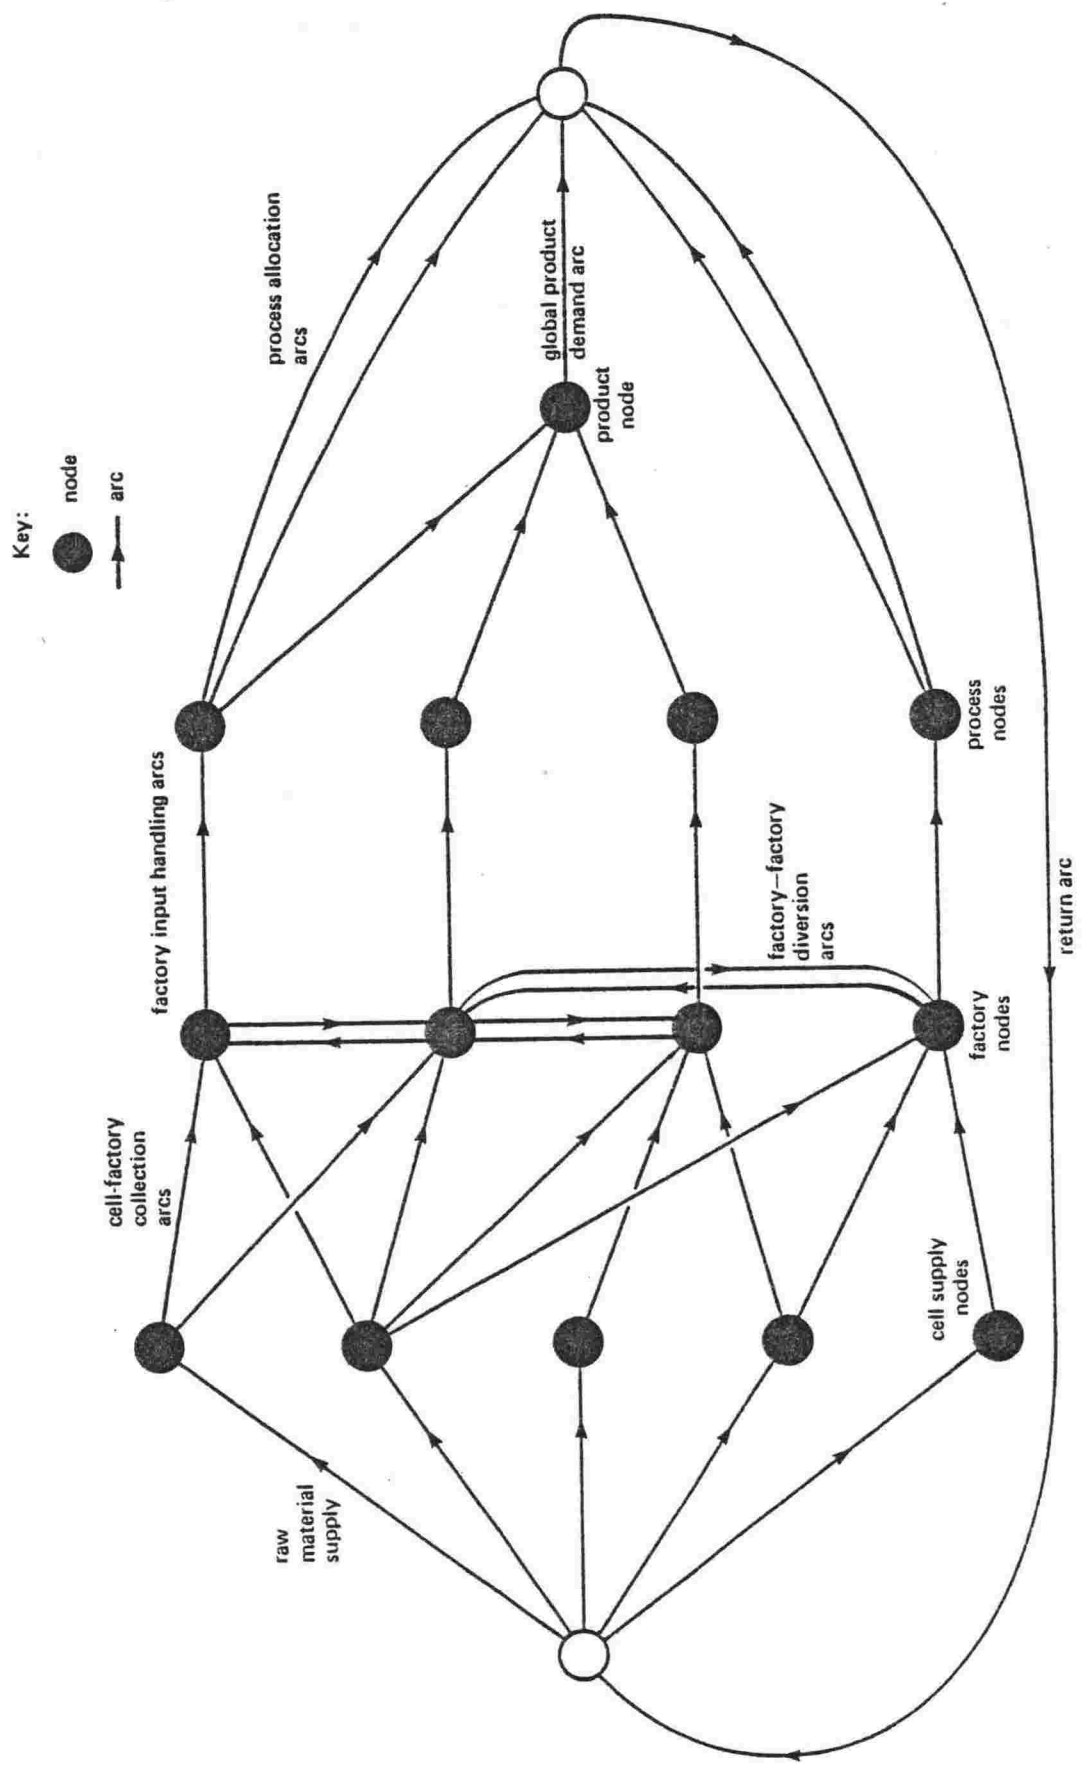 Key:
node
arc
process allocation
arcs
global product
demand arc
product
node
factory input handling arcs
process
nodes
factory–factory
diversion
arcs
return arc
cell-factory
collection
arcs
factory
nodes
raw
material
supply
cell supply
nodes